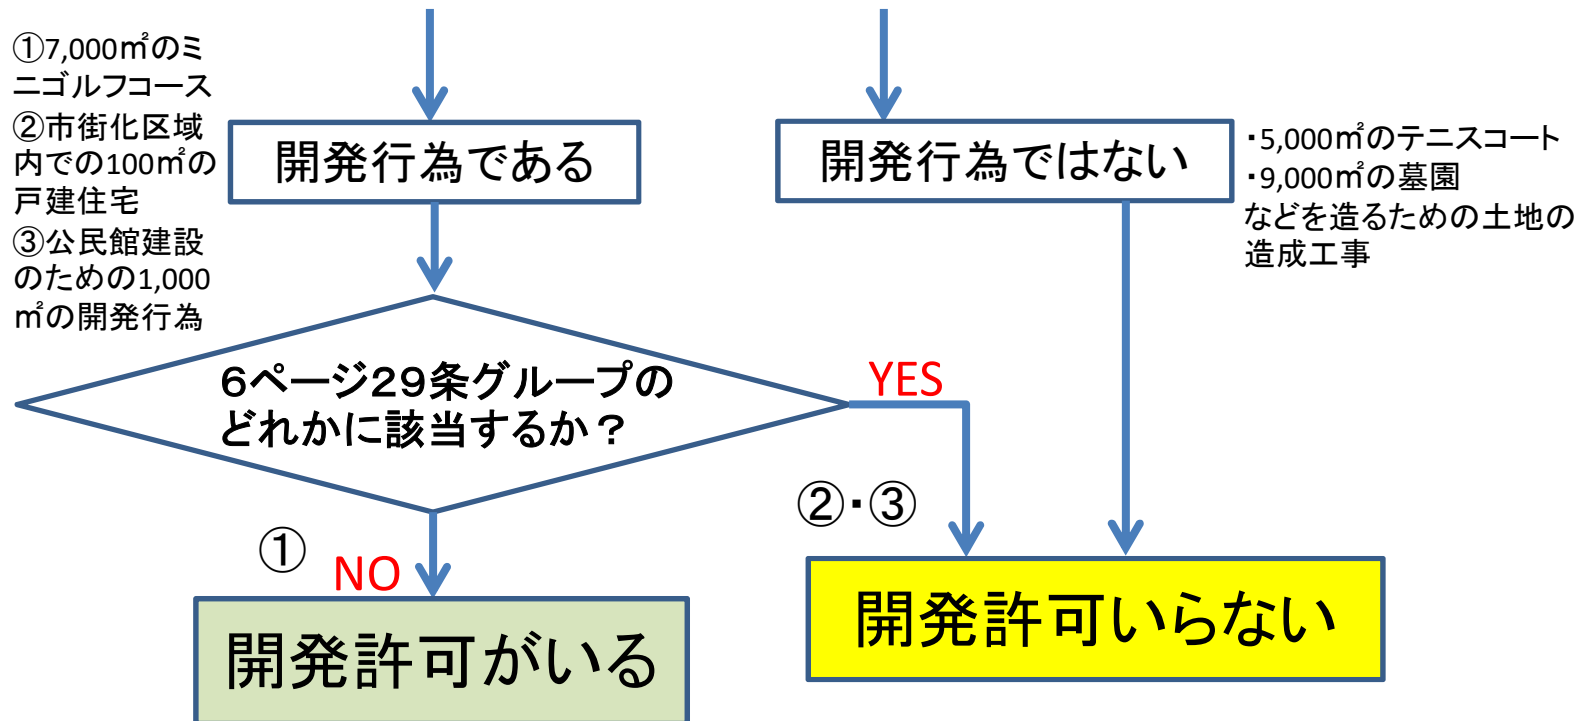 ①7,000㎡のミ
ニゴルフコース
②市街化区域
内での100㎡の
戸建住宅
③公民館建設
のための1,000
㎡の開発行為
開発行為である
開発行為ではない
・5,000㎡のテニスコート
・9,000㎡の墓園
などを造るための土地の
造成工事
6ページ29条グループの
どれかに該当するか？
YES
②・③
①
NO
開発許可がいる
開発許可いらない